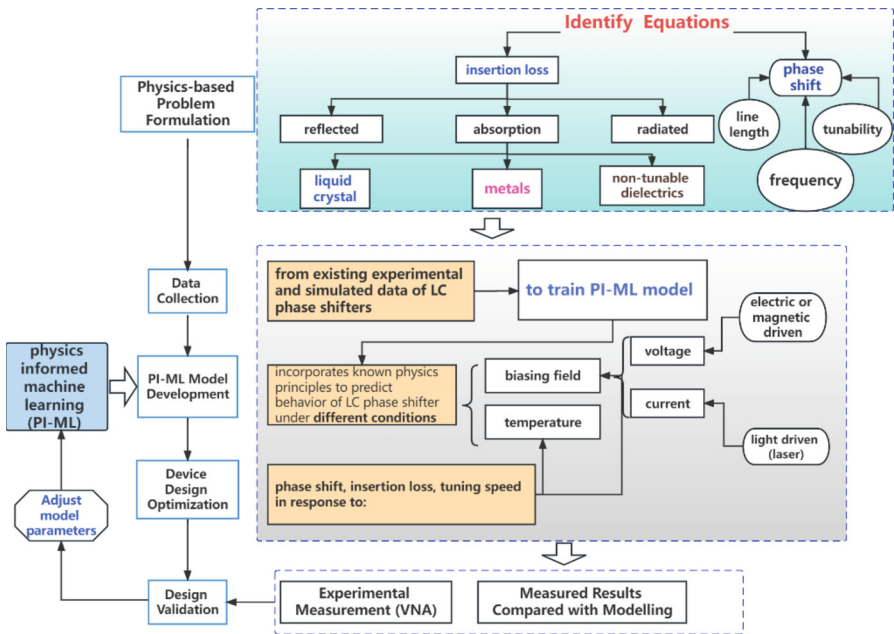 Identify Equations
insertion loss
phase
shift
Physics-based
Problem
Formulation
line
length
tunability
reflected
absorption
radiated
frequency
liquid
crystal
metals
non-tunable
dielectrics
Data
Collection
from existing experimental
and simulated data of LC
phase shifters
to train PI-ML model
electric or
magnetic
driven
physics
informed
machine
learning
(PI-ML)
PI-ML Model
Development
incorporates known physics
principles to predict
behavior of LC phase shifter
under different conditions
biasing field
voltage
temperature
current
light driven
(laser)
Device
Design
Optimization
phase shift, insertion loss, tuning speed
in response to:
Adjust
model
parameters
Design
Validation
Experimental
Measurement (VNA)
Measured Results
Compared with Modelling